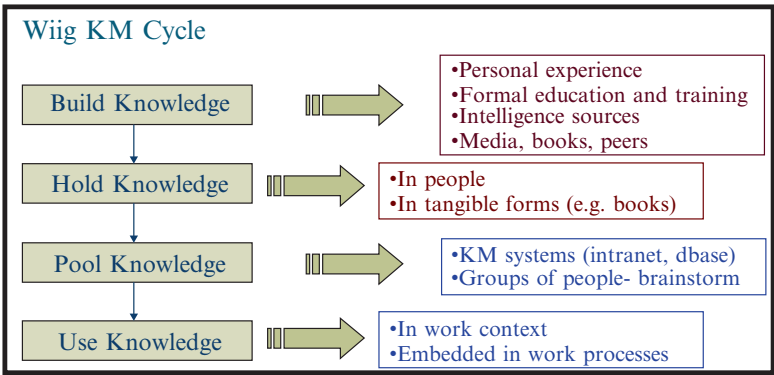 Wiig KM Cycle
Build Knowledge
•Personal experience
•Formal education and training
•Intelligence sources
•Media, books, peers
Hold Knowledge
•In people
•In tangible forms (e.g. books)
Pool Knowledge
•KM systems (intranet, dbase)
•Groups of people- brainstorm
Use Knowledge
•In work context
•Embedded in work processes